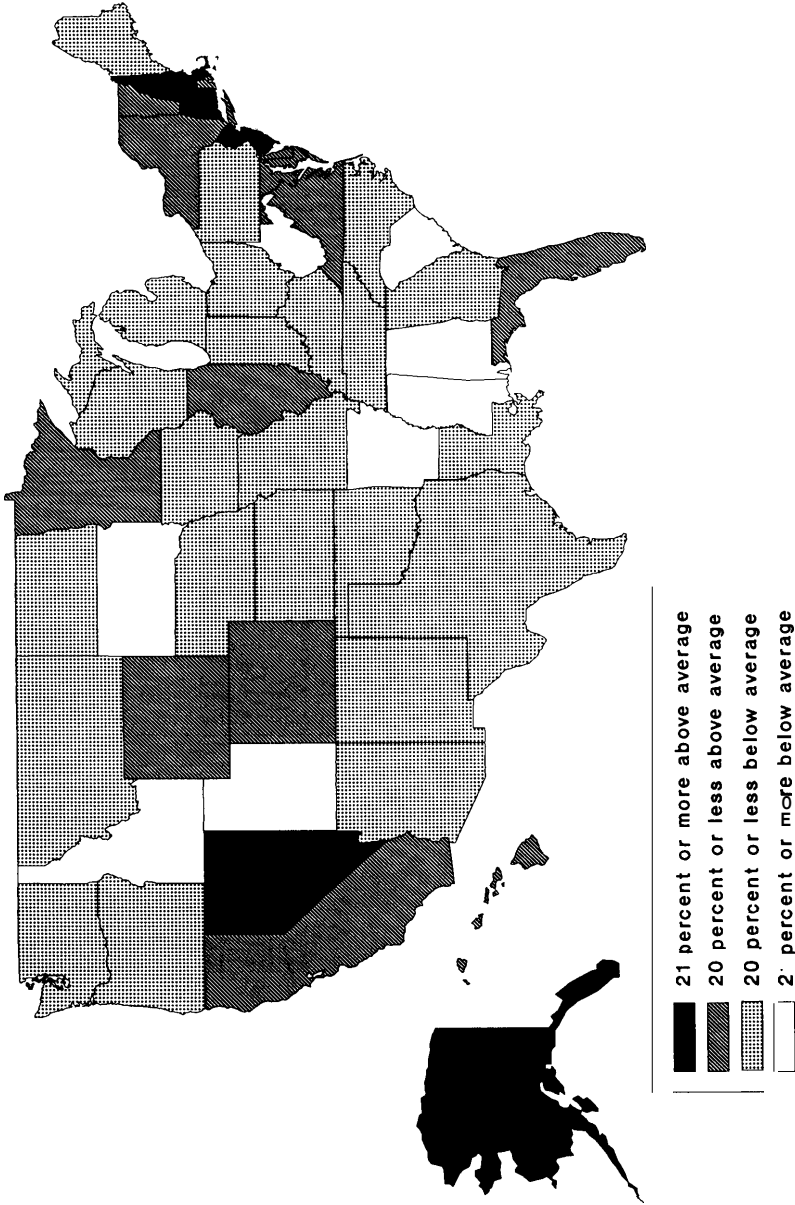 21 percent or more above average
20 percent or less above average
20 percent or less below average
2' percent or more below average